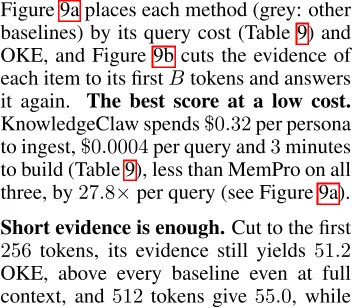 Figure 9a places each method (grey: other
baselines) by its query cost (Table 9) and
OKE, and Figure 9b cuts the evidence of
each item to its first B tokens and answers
it again. The best score at a low cost.
KnowledgeClaw spends $0.32 per persona
to ingest, $0.0004 per query and 3 minutes
to build (Table 9), less than MemPro on all
three, by 27.8× per query (see Figure 9a).
Short evidence is enough. Cut to the first
256 tokens, its evidence still yields 51.2
OKE, above every baseline even at full
context, and 512 tokens give 55.0, while